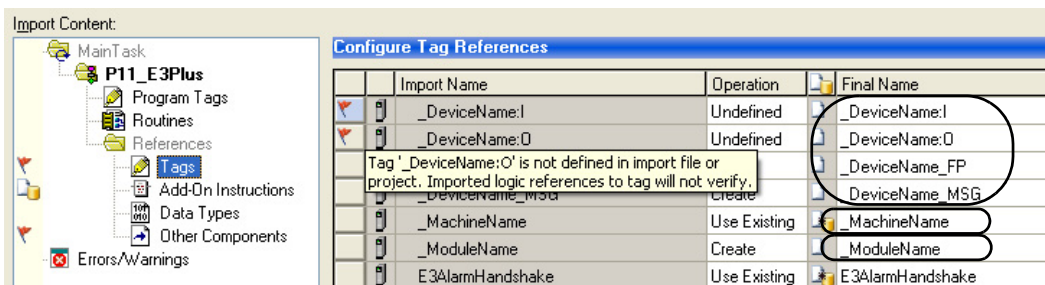 Import Content:
MainTask
P11_E3Plus
Program Tags
Routines
References
Tags
Add-On Instructions
Data Types
Other Components
Errors/Warnings
Configure Tag References
Import Name Operation Final Name
_DeviceName:I Undefined _DeviceName:I
_DeviceName:O Undefined _DeviceName:O
Tag '_DeviceName:O' is not defined in import file or
project. Imported logic references to tag will not verify.
_DeviceName_FP
_DeviceName_MSG Create _DeviceName_MSG
_MachineName Use Existing _MachineName
_ModuleName Create _ModuleName
E3AlarmHandshake Use Existing E3AlarmHandshake